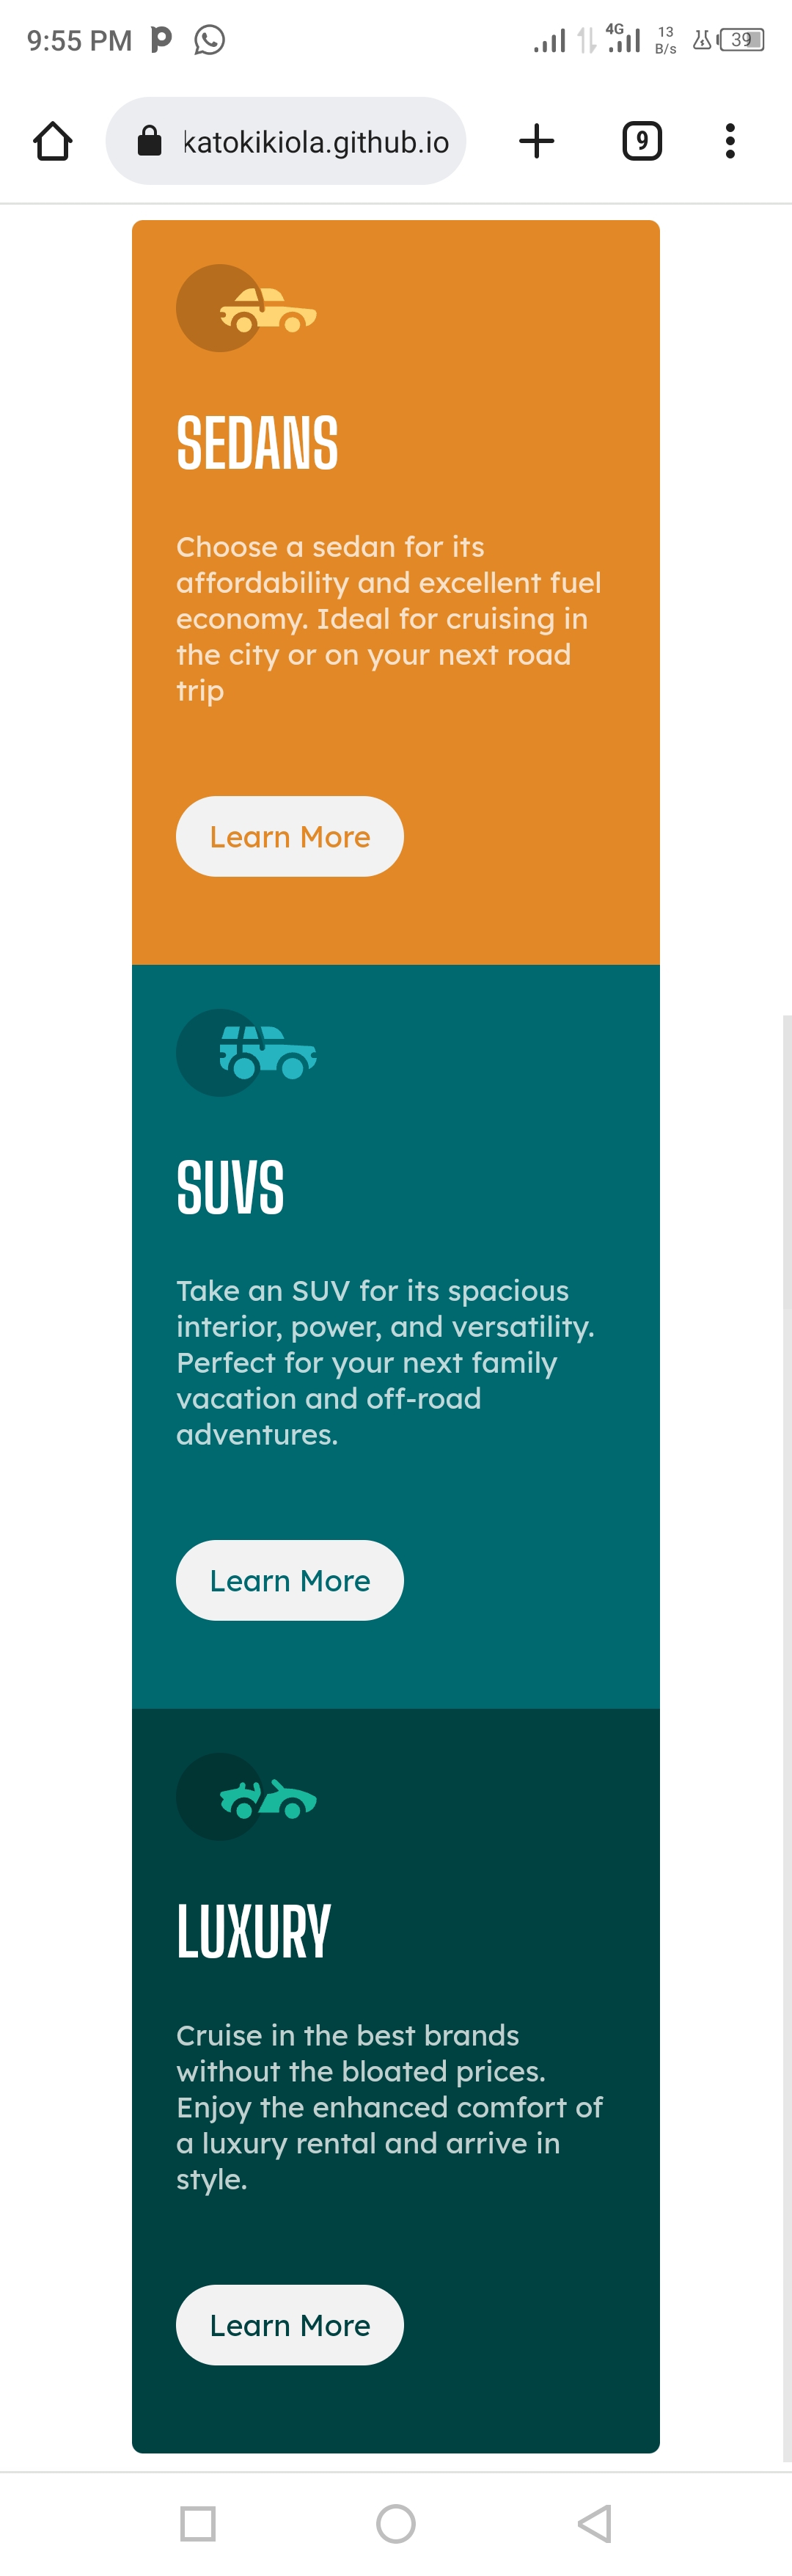 9:55 PM
4G
13
B/s
39
katokikiola.github.io
9
SEDANS
Choose a sedan for its
affordability and excellent fuel
economy. Ideal for cruising in
the city or on your next road
trip
Learn More
SUVS
Take an SUV for its spacious
interior, power, and versatility.
Perfect for your next family
vacation and off-road
adventures.
Learn More
LUXURY
Cruise in the best brands
without the bloated prices.
Enjoy the enhanced comfort of
a luxury rental and arrive in
style.
Learn More